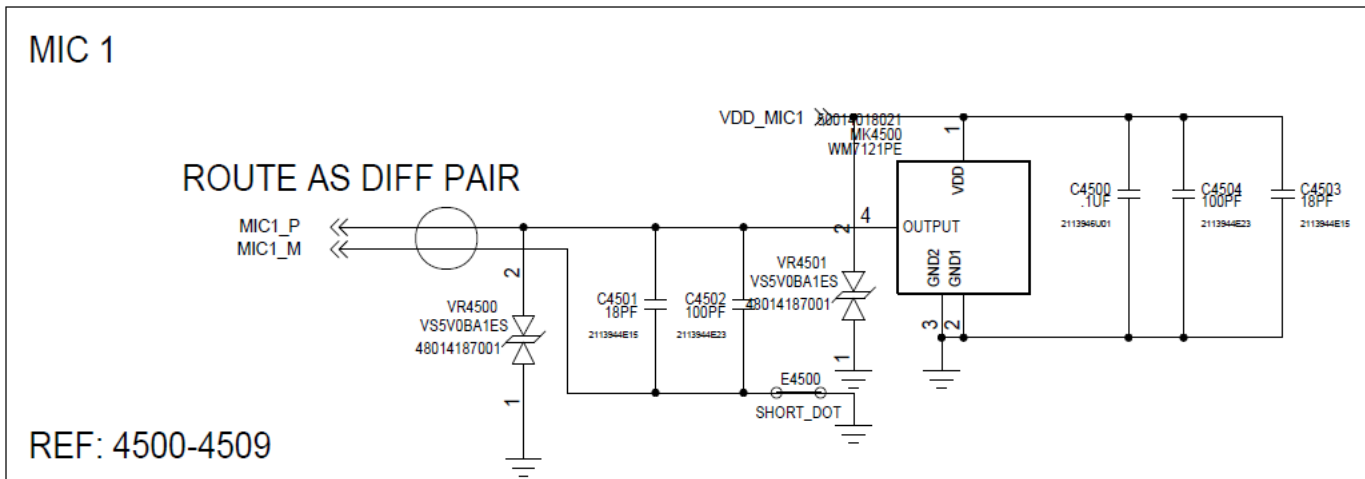 MIC 1
VDD_MIC1
50014018021
MK4500
WM7121PE
1
VDD
ROUTE AS DIFF PAIR
C4500
.1UF
2113946U01
C4504
100PF
2113944E23
C4503
18PF
2113944E15
MIC1_P
MIC1_M
2
4
OUTPUT
GND2
GND1
2
VR4501
VS5V0BA1ES
48014187001
VR4500
VS5V0BA1ES
48014187001
C4501
18PF
2113944E15
C4502
100PF
2113944E23
3
2
1
1
E4500
SHORT_DOT
REF: 4500-4509